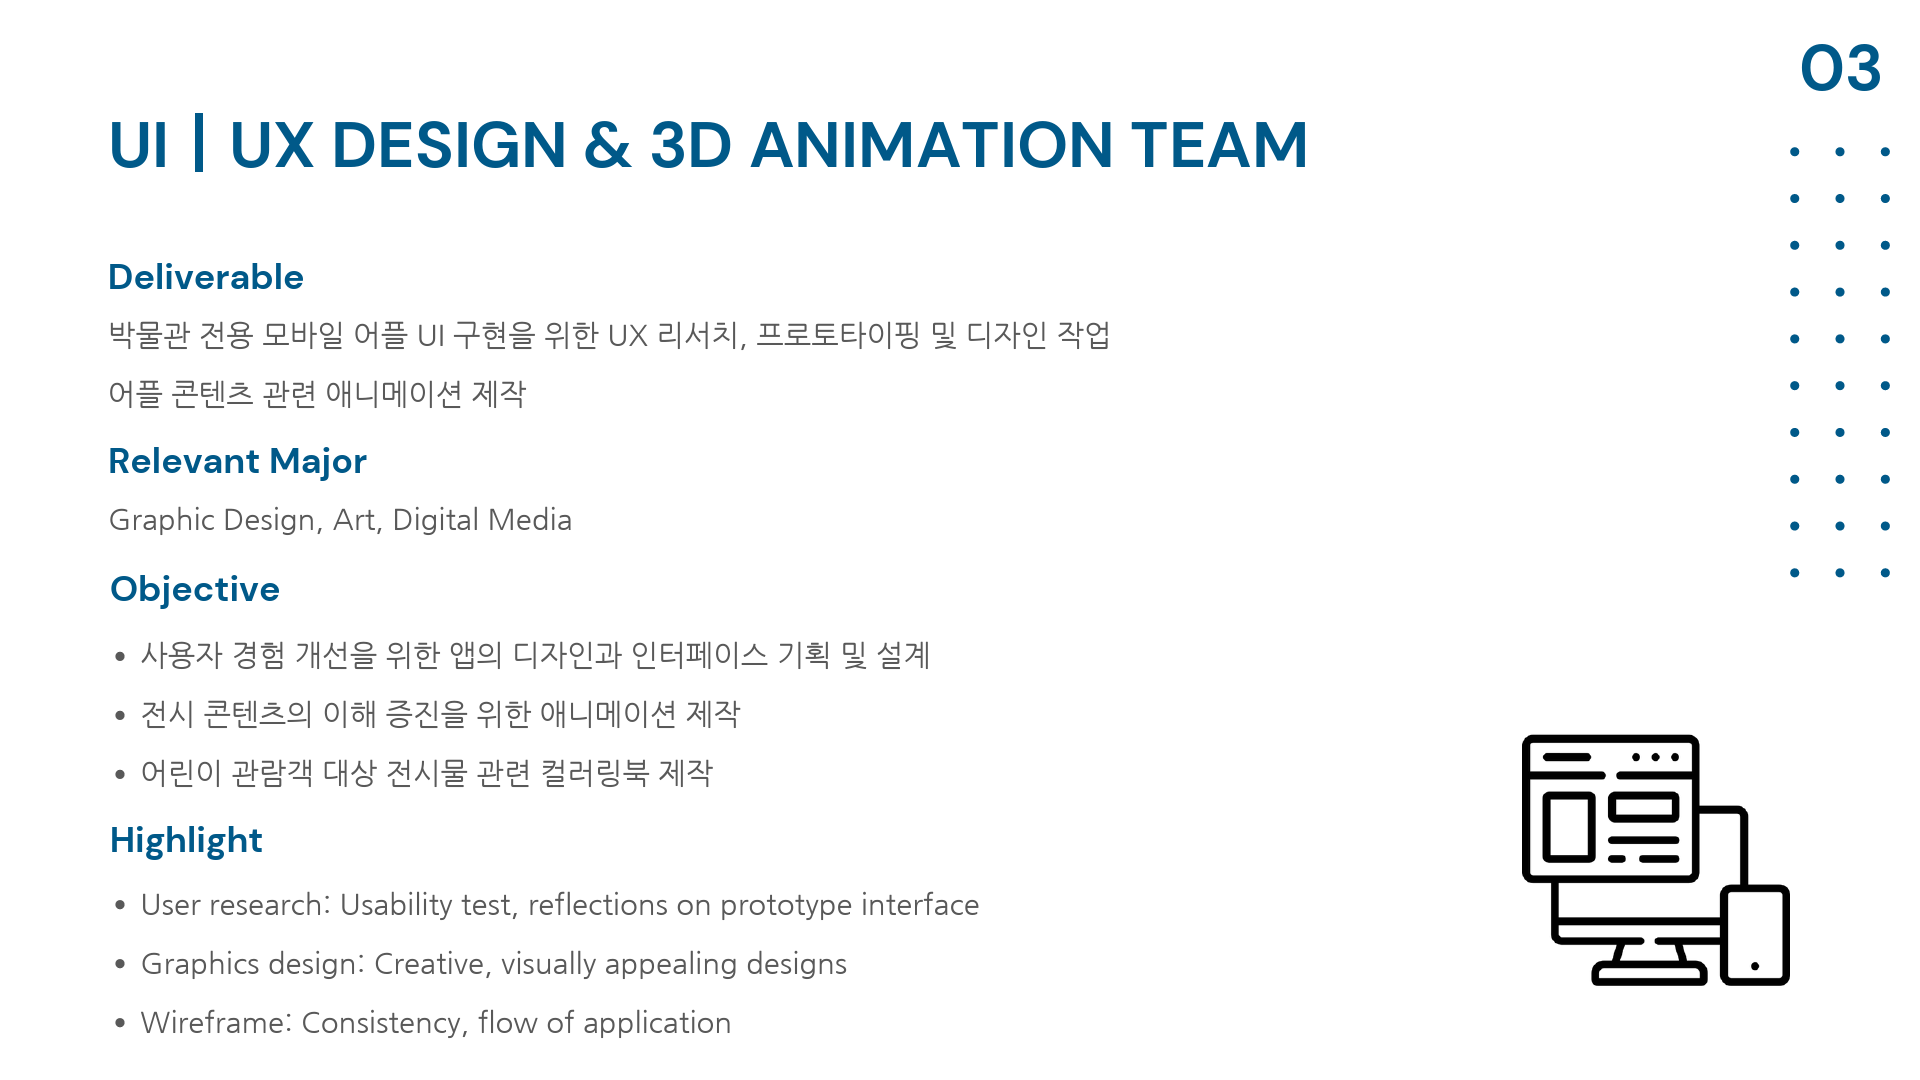 03
UI | UX DESIGN & 3D ANIMATION TEAM
Deliverable
박물관 전용 모바일 어플 UI 구현을 위한 UX 리서치, 프로토타이핑 및 디자인 작업
어플 콘텐츠 관련 애니메이션 제작
Relevant Major
Graphic Design, Art, Digital Media
Objective
• 사용자 경험 개선을 위한 앱의 디자인과 인터페이스 기획 및 설계
• 전시 콘텐츠의 이해 증진을 위한 애니메이션 제작
• 어린이 관람객 대상 전시물 관련 컬러링북 제작
Highlight
• User research: Usability test, reflections on prototype interface
• Graphics design: Creative, visually appealing designs
• Wireframe: Consistency, flow of application